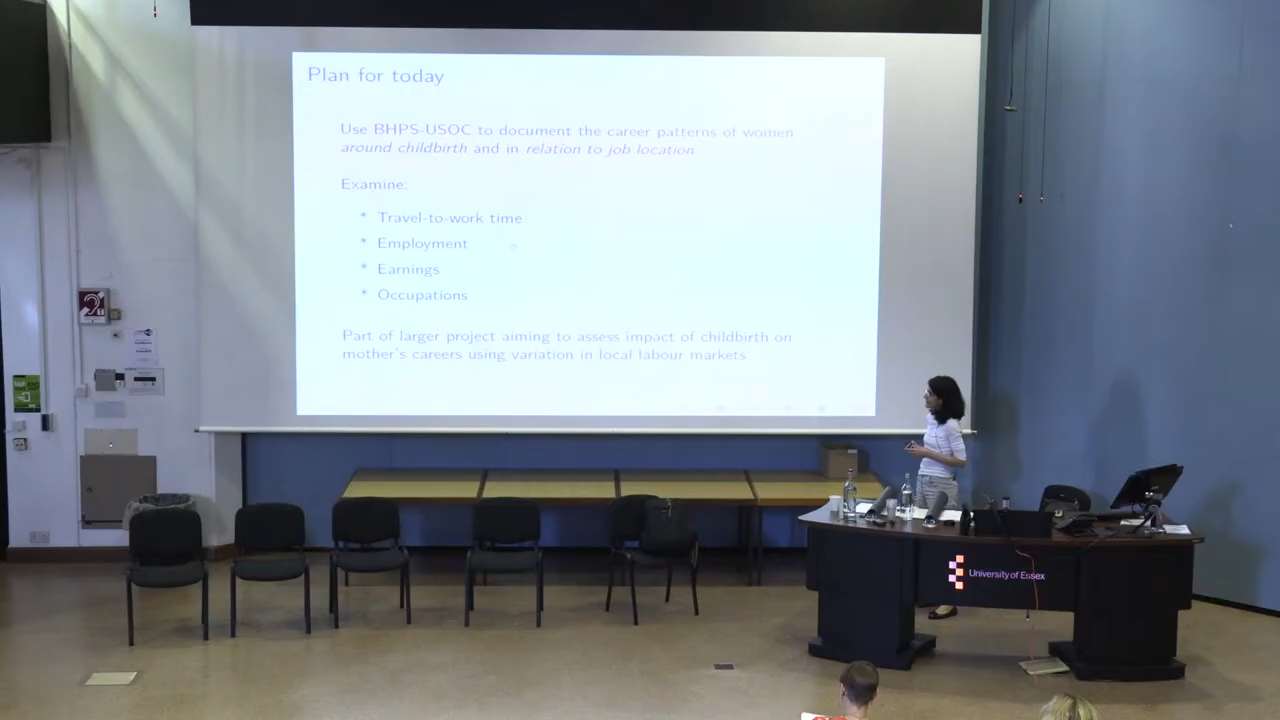 Plan for today
Use BHPS-USOC to document the career patterns of women
around childbirth and in relation to job location
Examine:
* Travel-to-work time
* Employment
* Earnings
* Occupations
Part of larger project aiming to assess impact of childbirth on
mother's careers using variation in local labour markets
University of Essex